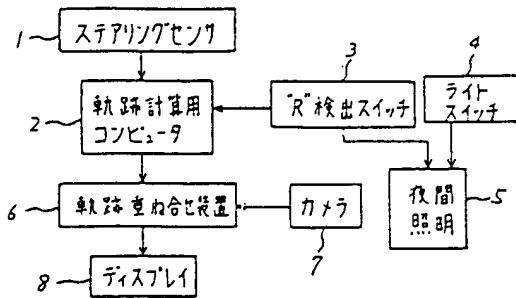 1
ステアリングセンサ
3
4
2
軌跡計算用
コンピュータ
"R"検出スイッチ
ライト
スイッチ
6
軌跡重ね合せ装置
カメラ
7
夜間
照明
5
8
ディスプレイ